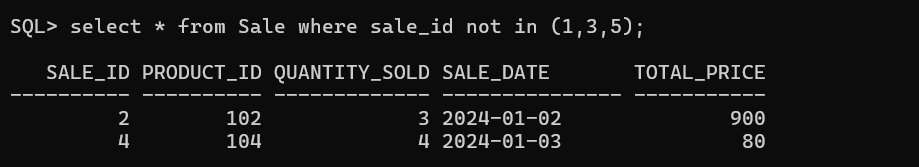 SQL> select * from Sale where sale_id not in (1,3,5);
   SALE_ID PRODUCT_ID QUANTITY_SOLD SALE_DATE       TOTAL_PRICE
---------- ---------- ------------- --------------- -----------
         2        102             3 2024-01-02              900
         4        104             4 2024-01-03               80